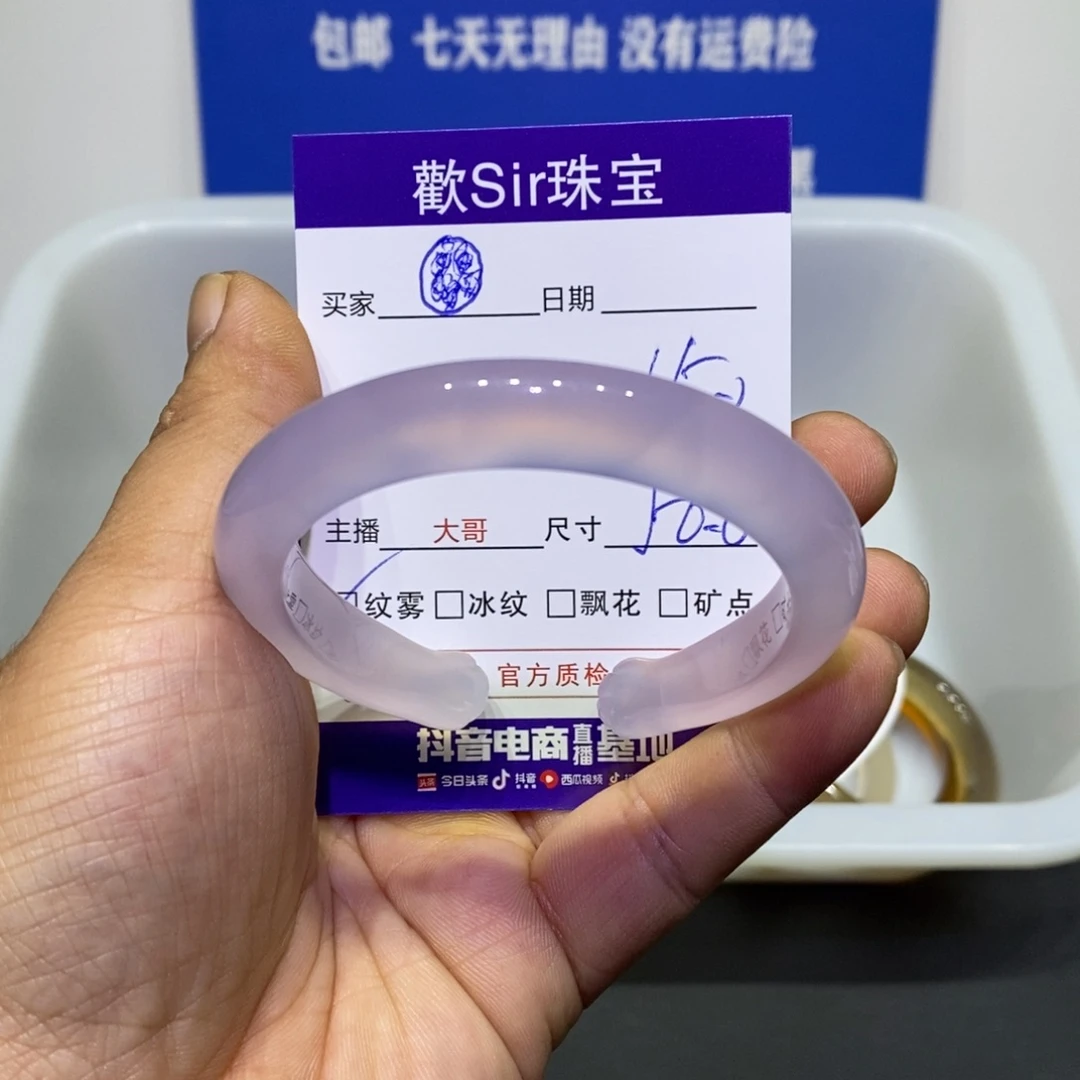 包邮 七天无理由 没有运费险
歡Sir珠宝
买家 日期
主播 大哥 尺寸
纹雾 □冰纹 □飘花 □矿点
官方质检
抖音电商直播基地
头条 今日头条 抖音 西瓜视频